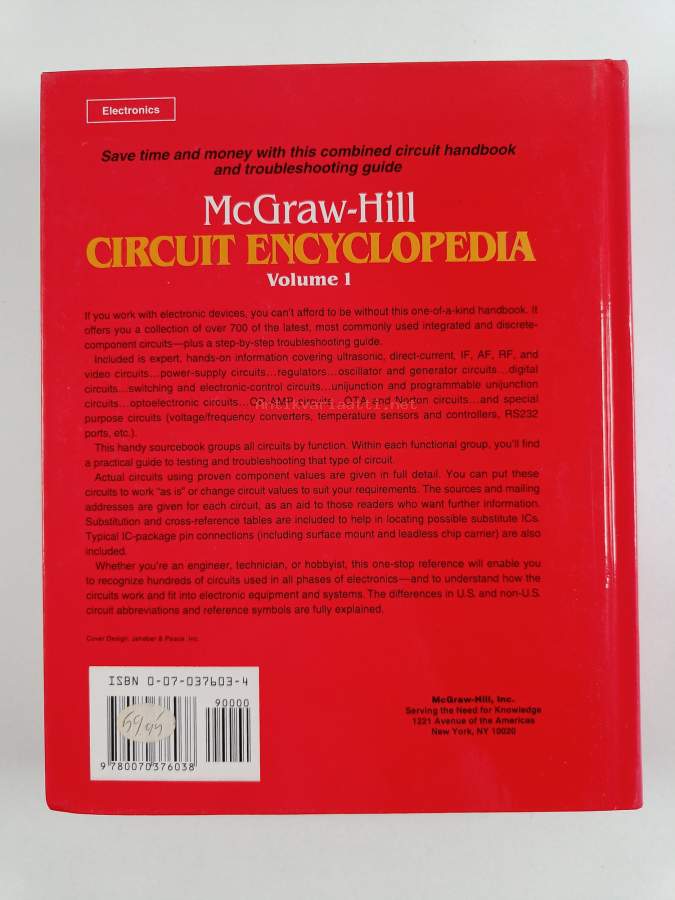 Electronics
Save time and money with this combined circuit handbook
and troubleshooting guide
McGraw-Hill
CIRCUIT ENCYCLOPEDIA
Volume 1
If you work with electronic devices, you can't afford to be without this one-of-a-kind handbook. It
offers you a collection of over 700 of the latest, most commonly used integrated and discrete-
component circuits—plus a step-by-step troubleshooting guide.
Included is expert, hands-on information covering ultrasonic, direct-current, IF, AF, RF, and
video circuits...power-supply circuits...regulators...oscillator and generator circuits...digital
circuits...switching and electronic-control circuits...unijunction and programmable unijunction
circuits...optoelectronic circuits...OP-AMP circuits...OTA and Norton circuits...and special
Antikvariaatti.net
purpose circuits (voltage/frequency converters, temperature sensors and controllers, RS232
ports, etc.).
This handy sourcebook groups all circuits by function. Within each functional group, you'll find
a practical guide to testing and troubleshooting that type of circuit.
Actual circuits using proven component values are given in full detail. You can put these
circuits to work "as is" or change circuit values to suit your requirements. The sources and mailing
addresses are given for each circuit, as an aid to those readers who want further information.
Substitution and cross-reference tables are included to help in locating possible substitute ICs.
Typical IC-package pin connections (including surface mount and leadless chip carrier) are also
included.
Whether you're an engineer, technician, or hobbyist, this one-stop reference will enable you
to recognize hundreds of circuits used in all phases of electronics—and to understand how the
circuits work and fit into electronic equipment and systems. The differences in U.S. and non-U.S.
circuit abbreviations and reference symbols are fully explained.
Cover Design: & Peace, Inc.
ISBN 0-07-037603-4
90000
9 780070 376038
McGraw-Hill, Inc.
Serving the Need for Knowledge
1221 Avenue of the Americas
New York, NY 10020